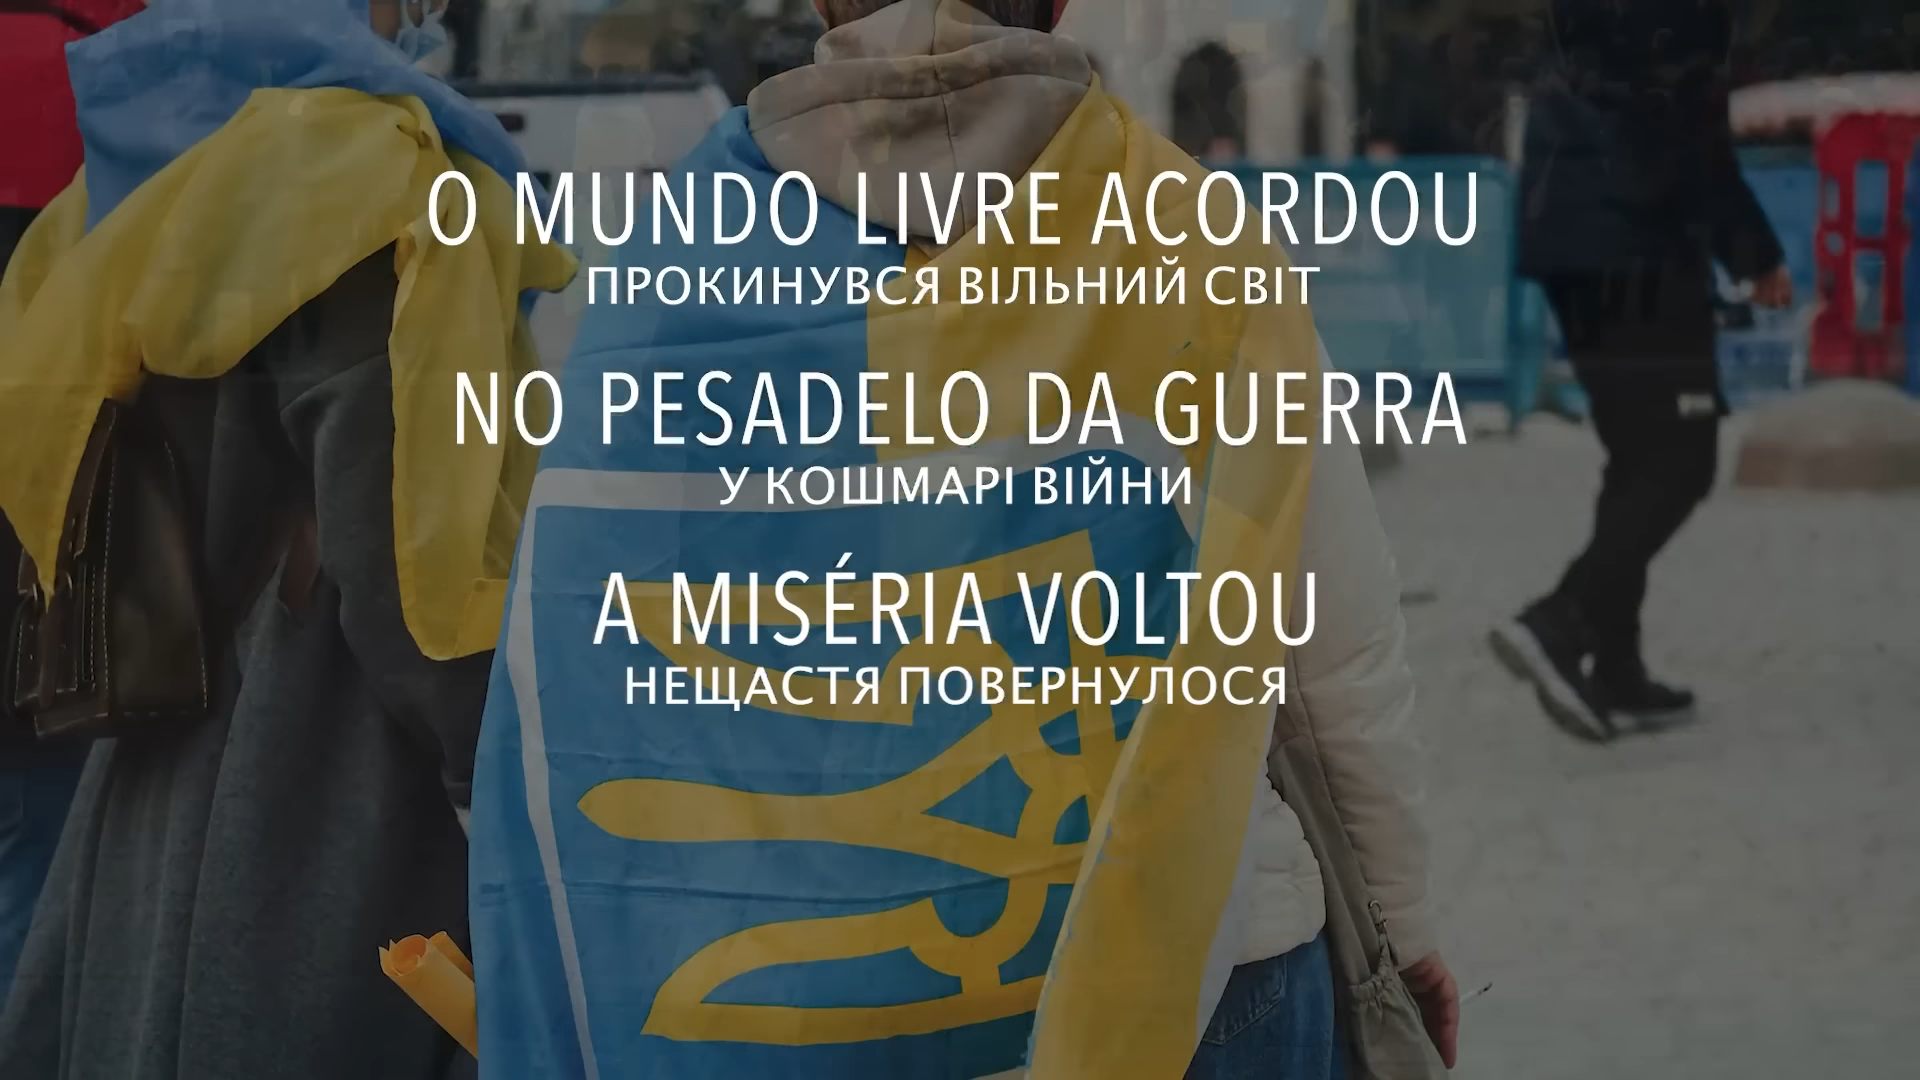 O MUNDO LIVRE ACORDOU
ПРОКИНУВСЯ ВІЛЬНИЙ СВІТ
NO PESADELO DA GUERRA
У КОШМАРІ ВІЙНИ
A MISÉRIA VOLTOU
НЕЩАСТЯ ПОВЕРНУЛОСЯ